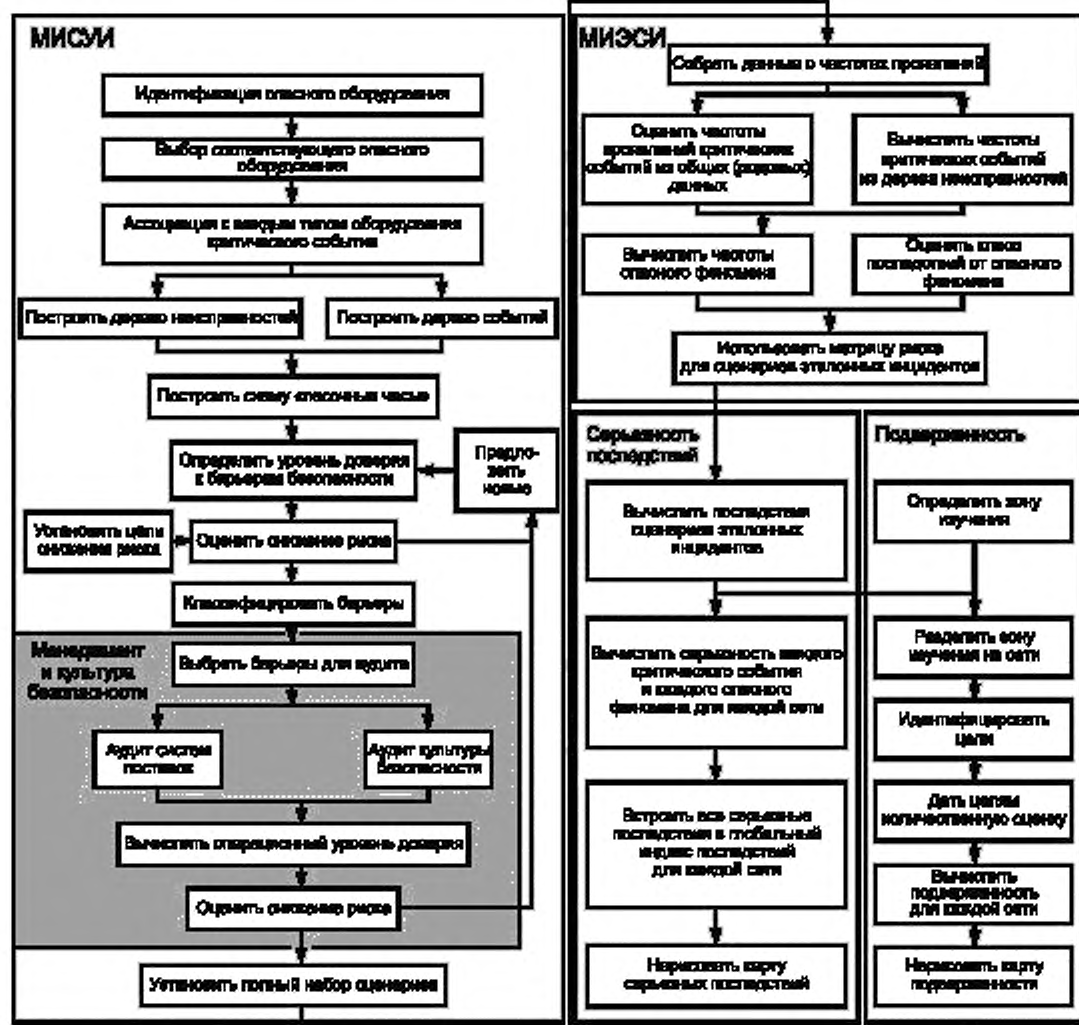 МИСУИ
Идентификация опасного оборудования
Выбор соответствующего опасного
оборудования
Ассоциация с каждым типом оборудования
критического события
Построить дерево неисправностей
Построить дерево событий
Построить схему «песочные часы»
Определить уровень доверия
к барьерам безопасности
Предло-
жить
новые
Установить цели
снижения риска
Оценить снижение риска
Классифицировать барьеры
Менеджмент
и культура
безопасности
Выбрать барьеры для аудита
Аудит систем
поставок
Аудит культуры
безопасности
Вычислить операционный уровень доверия
Оценить снижение риска
Установить полный набор сценариев
МИЭСИ
Собрать данные о частотах проявлений
Оценить частоты
проявлений критических
событий из общих (родовых)
данных
Вычислить частоты
критических событий
из дерева неисправностей
Вычислить частоты
опасного феномена
Оценить класс
последствий от опасного
феномена
Использовать матрицу риска
для сценариев эталонных инцидентов
Серьезность
последствий
Вычислить последствия
сценариев эталонных
инцидентов
Вычислить серьезность каждого
критического события
и каждого опасного
феномена для каждой сети
Встроить все серьезные
последствия в глобальный
индекс последствий
для каждой сети
Нарисовать карту
серьезных последствий
Подверженность
Определить зону
изучения
Разделить зону
изучения на сети
Идентифицировать
цели
Дать целям
количественную оценку
Вычислить
подверженность
для каждой сети
Нарисовать карту
подверженности